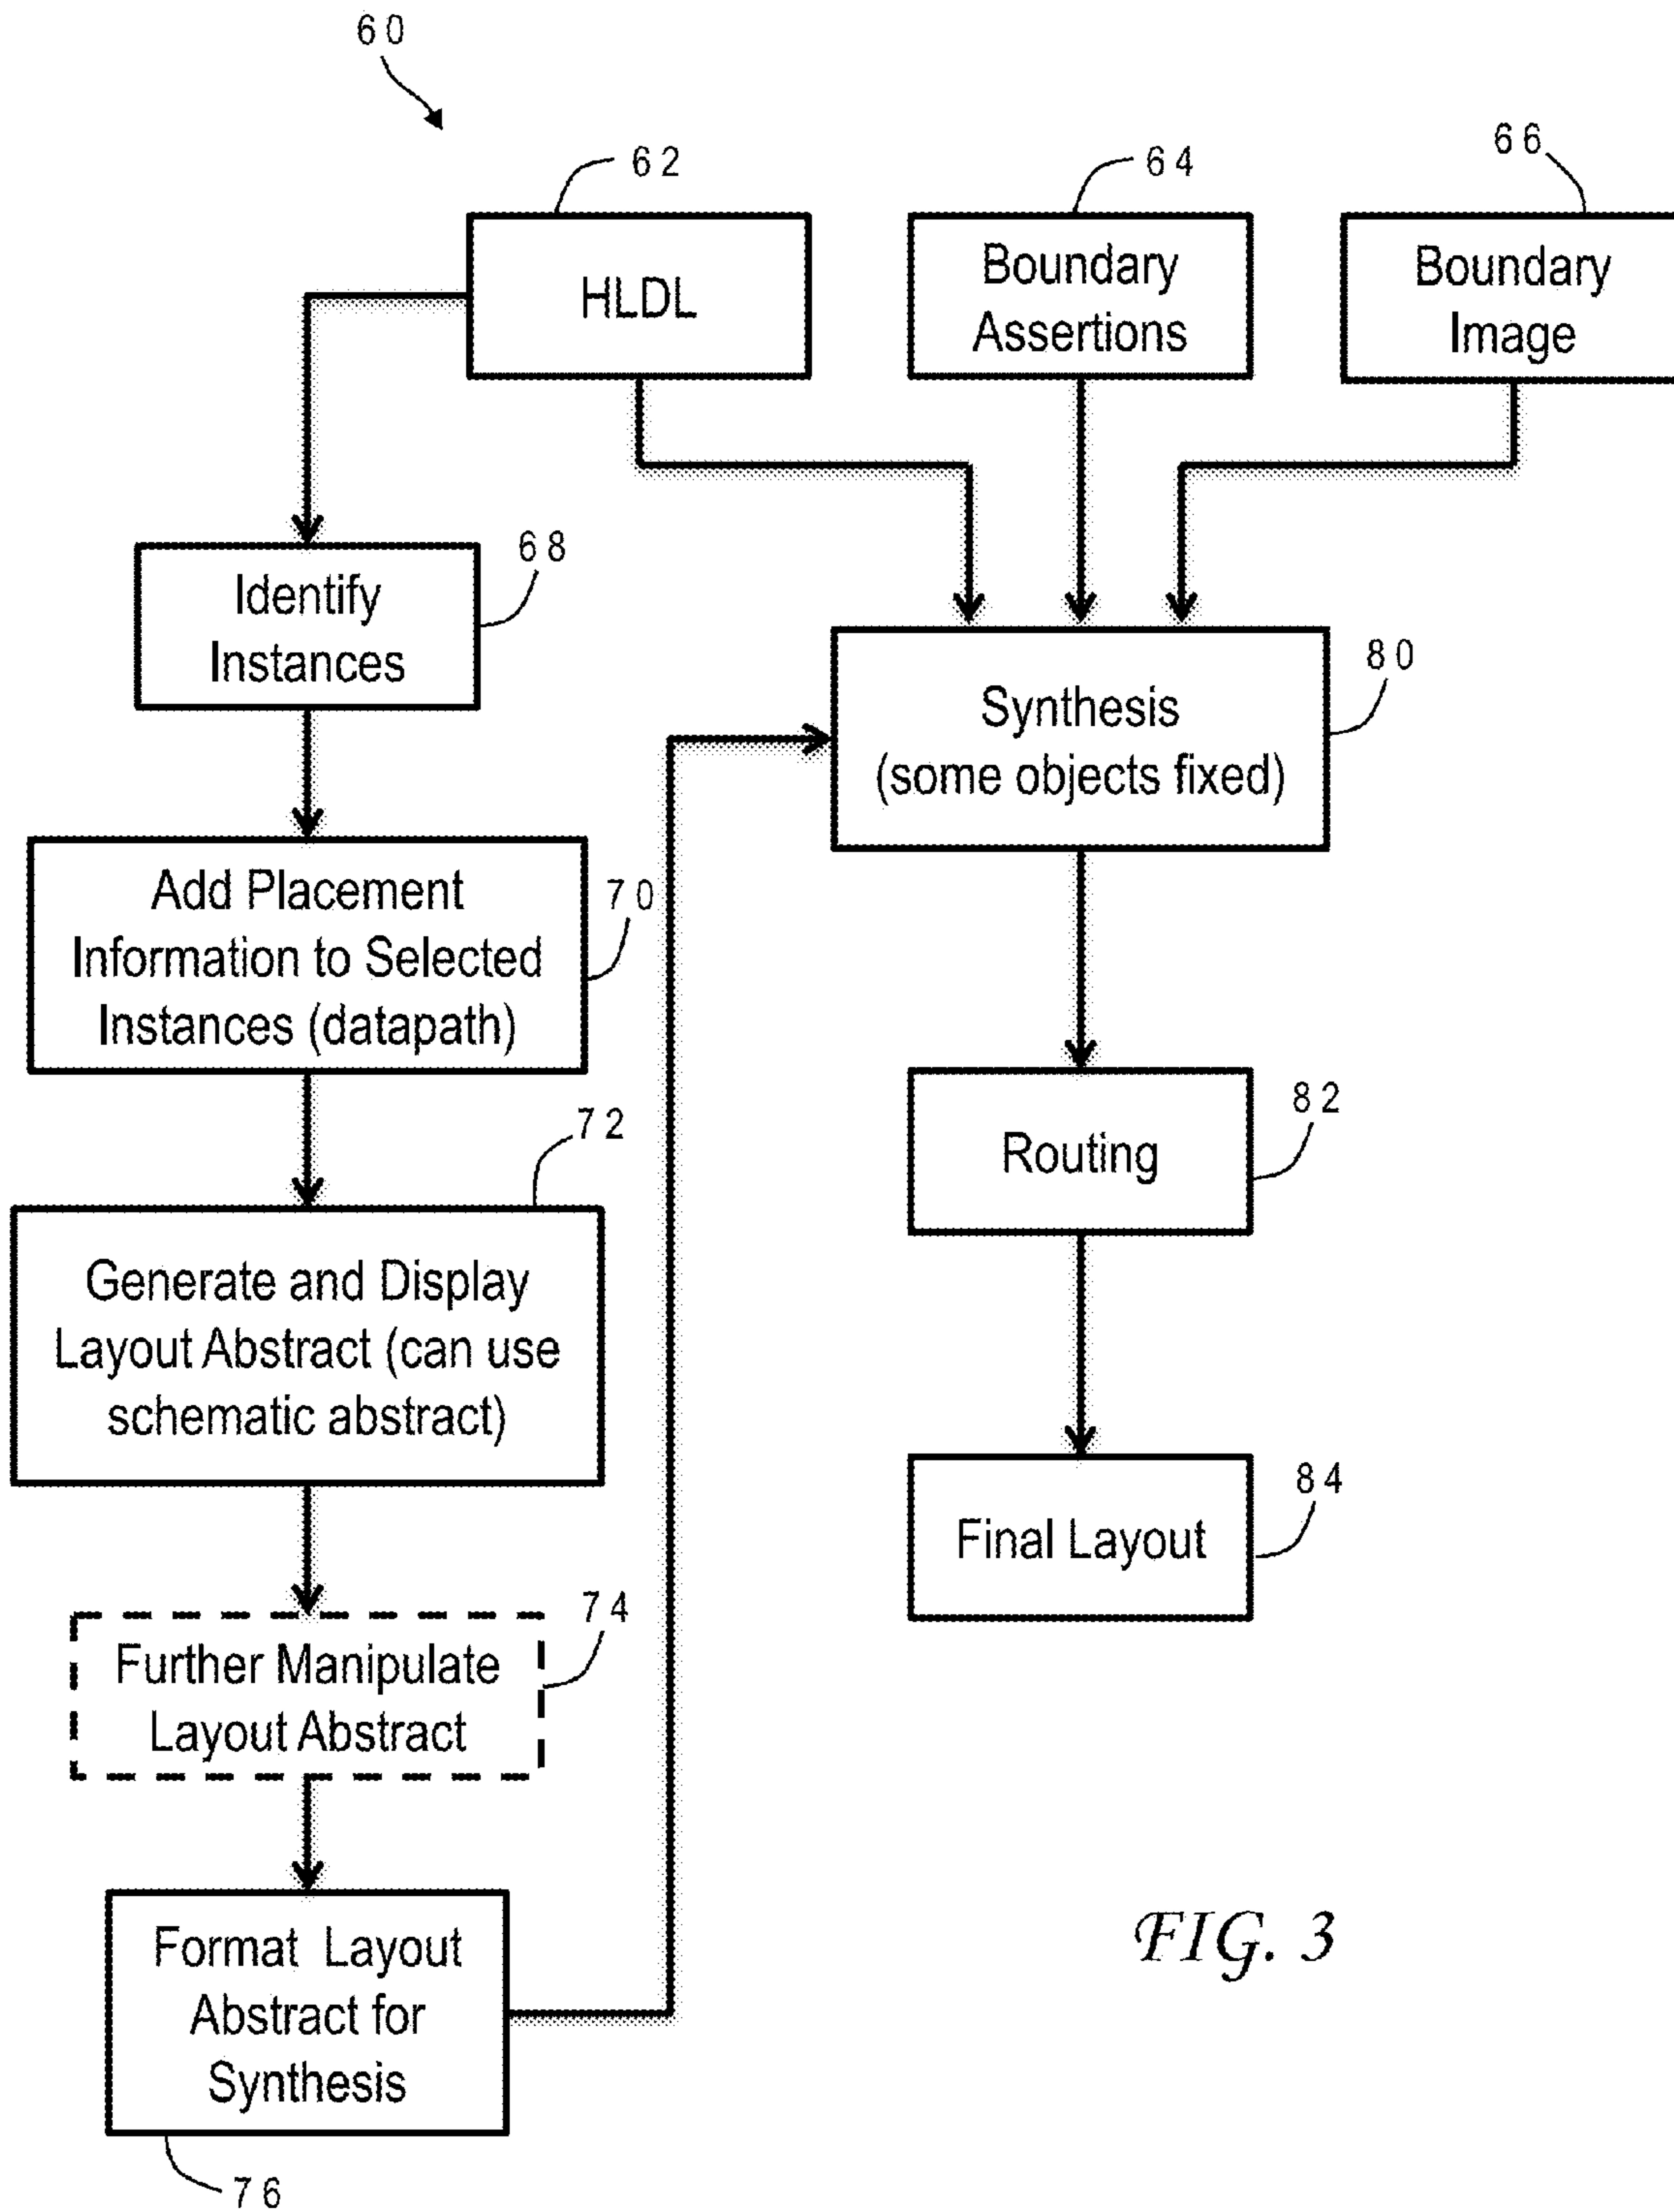 60
62
64
66
HLDL
Boundary
Assertions
Boundary
Image
68
Identify
Instances
80
Synthesis
(some objects fixed)
70
Add Placement
Information to Selected
Instances (datapath)
72
82
Routing
Generate and Display
Layout Abstract (can use
schematic abstract)
84
Final Layout
74
Further Manipulate
Layout Abstract
Format Layout
Abstract for
Synthesis
76
FIG. 3